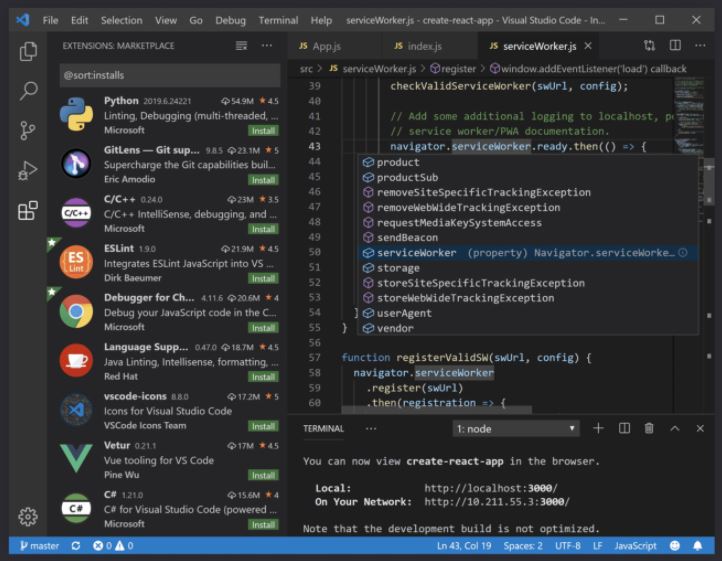 File Edit Selection View Go Debug Terminal Help serviceWorker.js - create-react-app - Visual Studio Code - In...
EXTENSIONS: MARKETPLACE
@sort:installs
Python 2019.6.24221 54.9M 4.5
Linting, Debugging (multi-threaded, ...
Microsoft Install
GitLens — Git sup... 9.8.5 23.1M 5
Supercharge the Git capabilities buil...
Eric Amodio Install
C/C++ 0.24.0 23M 3.5
C/C++ IntelliSense, debugging, and ...
Microsoft Install
ESLint 1.9.0 21.9M 4.5
Integrates ESLint JavaScript into VS ...
Dirk Baeumer Install
Debugger for Ch... 4.11.6 20.6M 4
Debug your JavaScript code in the C...
Microsoft Install
Language Supp... 0.47.0 18.7M 4.5
Java Linting, Intellisense, formatting, ...
Red Hat Install
vscode-icons 8.8.0 17.2M 5
Icons for Visual Studio Code
VSCode Icons Team Install
Vetur 0.21.1 17M 4.5
Vue tooling for VS Code
Pine Wu Install
C# 1.21.0 15.6M 4
C# for Visual Studio Code (powered ...
Microsoft Install
C/C++
ES
Lint
C#
JS App.js JS index.js JS serviceWorker.js
src > JS serviceWorker.js > register > window.addEventListener('load') callback
39 checkValidServiceWorker(swUrl, config);
40
41 // Add some additional logging to localhost, po
42 // service worker/PWA documentation.
43 navigator.serviceWorker.ready.then(() => {
44 product
45 productSub
46 removeSiteSpecificTrackingException
47 removeWebWideTrackingException
48 requestMediaKeySystemAccess
49 sendBeacon
50 serviceWorker (property) Navigator.serviceWorke...
51 storage
52 storeSiteSpecificTrackingException
53 storeWebWideTrackingException
54 } userAgent
55 } vendor
56
57 function registerValidSW(swUrl, config) {
58 navigator.serviceWorker
59 .register(swUrl)
60 .then(registration => {
TERMINAL ... 1: node
You can now view create-react-app in the browser.
Local: http://localhost:3000/
On Your Network: http://10.211.55.3:3000/
Note that the development build is not optimized.
master 0 0 Ln 43, Col 19 Spaces: 2 UTF-8 LF JavaScript